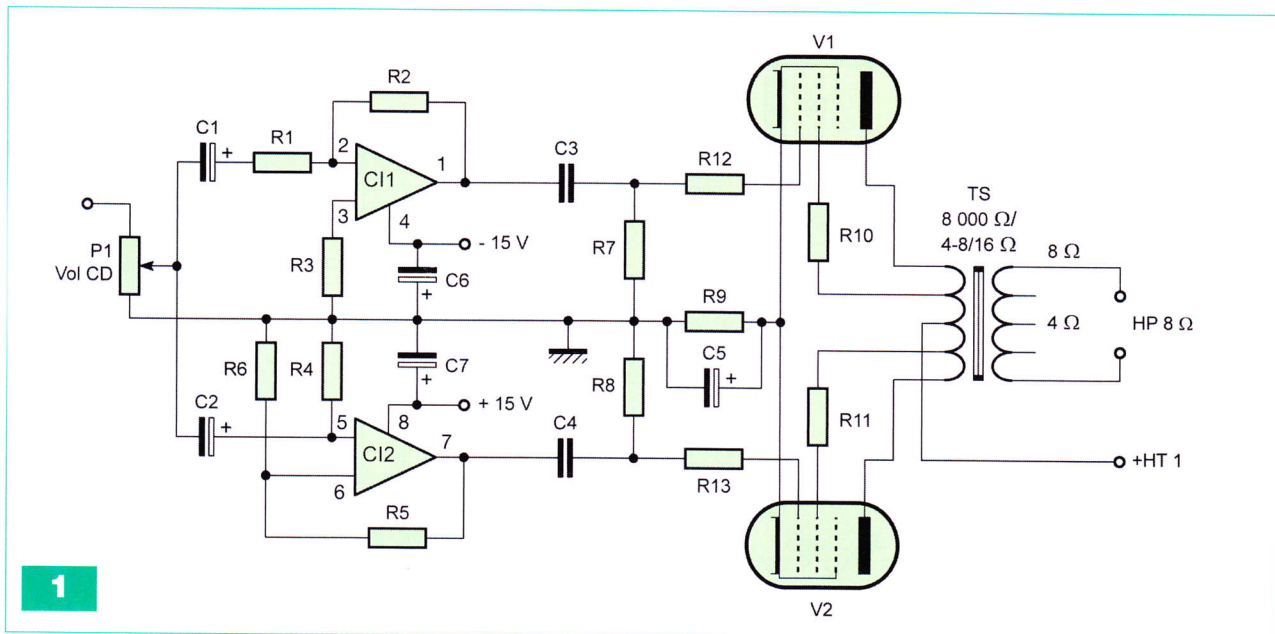 V1
R2
C1
+
R1
2
1
CI1
3
4
C3
R12
TS
8 000 Ω/
4-8/16 Ω
P1
Vol CD
R3
- 15 V
C6
+
R7
R10
8 Ω
R9
4 Ω
HP 8 Ω
R6
R4
C7
+
C5
+
R8
C2
+
+ 15 V
8
5
CI2
7
6
C4
R11
R13
+HT 1
R5
1
V2